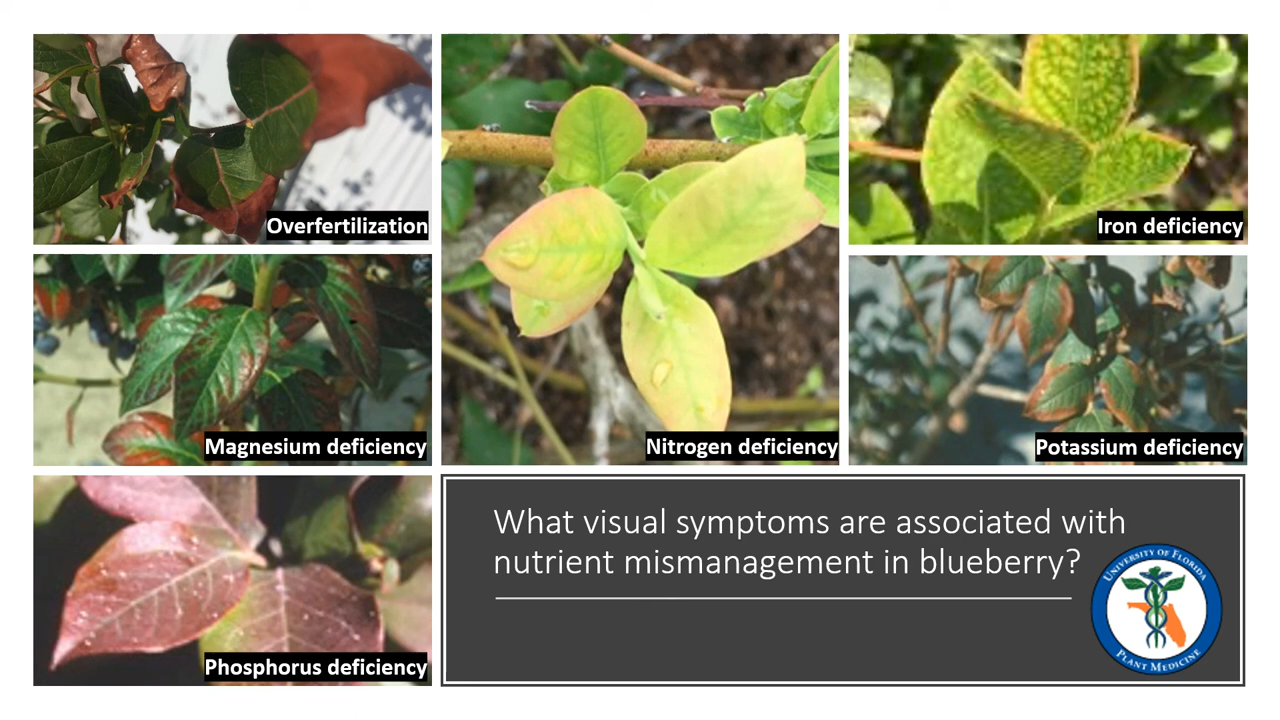 Overfertilization
Iron deficiency
Magnesium deficiency
Nitrogen deficiency
Potassium deficiency
Phosphorus deficiency
What visual symptoms are associated with
nutrient mismanagement in blueberry?
UNIVERSITY OF FLORIDA
PLANT MEDICINE